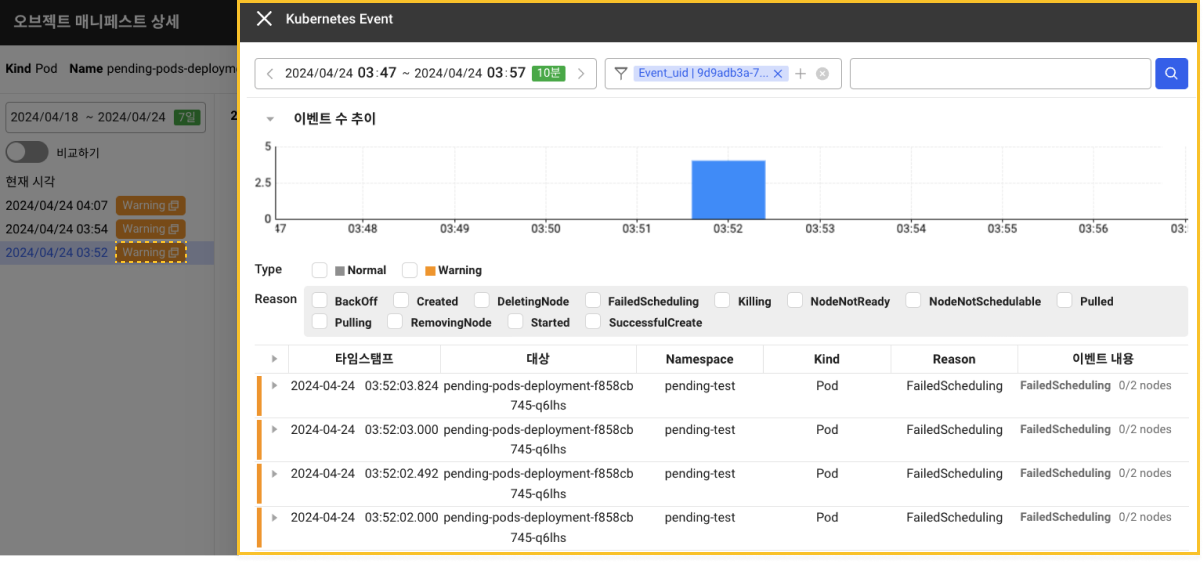 오브젝트 매니페스트 상세
Kind Pod Name pending-pods-deploym
2024/04/18 ~ 2024/04/24 7일
2
비교하기
현재 시각
2024/04/24 04:07 Warning
2024/04/24 03:54 Warning
2024/04/24 03:52 Warning
Kubernetes Event
2024/04/24 03:47 ~ 2024/04/24 03:57 10분
Event_uid | 9d9adb3a-7...
이벤트 수 추이
5
2.5
0
47 03:48 03:49 03:50 03:51 03:52 03:53 03:54 03:55 03:56 03:
Type Normal Warning
Reason BackOff Created DeletingNode FailedScheduling Killing NodeNotReady NodeNotSchedulable Pulled
Pulling RemovingNode Started SuccessfulCreate
타임스탬프 대상 Namespace Kind Reason 이벤트 내용
2024-04-24 03:52:03.824 pending-pods-deployment-f858cb pending-test Pod FailedScheduling FailedScheduling 0/2 nodes
745-q6lhs
2024-04-24 03:52:03.000 pending-pods-deployment-f858cb pending-test Pod FailedScheduling FailedScheduling 0/2 nodes
745-q6lhs
2024-04-24 03:52:02.492 pending-pods-deployment-f858cb pending-test Pod FailedScheduling FailedScheduling 0/2 nodes
745-q6lhs
2024-04-24 03:52:02.000 pending-pods-deployment-f858cb pending-test Pod FailedScheduling FailedScheduling 0/2 nodes
745-q6lhs